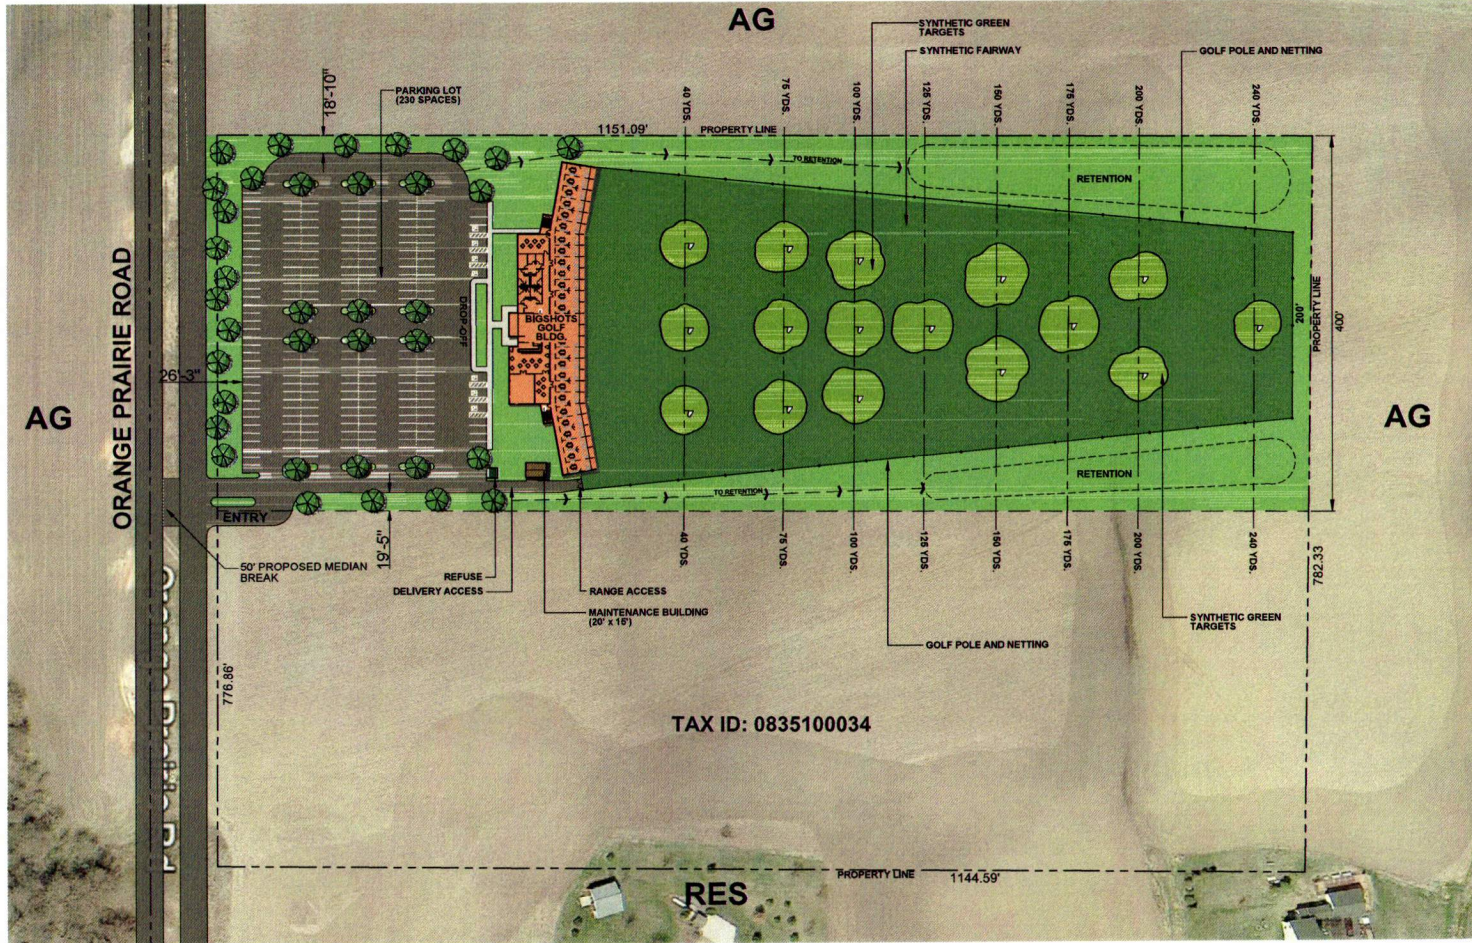 AG
SYNTHETIC GREEN
TARGETS
SYNTHETIC FAIRWAY
GOLF POLE AND NETTING
PARKING LOT
(230 SPACES)
18'-10"
40 YDS.
75 YDS.
100 YDS.
125 YDS.
150 YDS.
175 YDS.
200 YDS.
240 YDS.
1151.09'
PROPERTY LINE
TO RETENTION
RETENTION
ORANGE PRAIRIE ROAD
DROP-OFF
BIGSHOTS
GOLF
BLDG.
200'
PROPERTY LINE
400'
26'-3"
AG
AG
RETENTION
TO RETENTION
ENTRY
19'-5"
50' PROPOSED MEDIAN
BREAK
REFUSE
DELIVERY ACCESS
RANGE ACCESS
MAINTENANCE BUILDING
(20' x 15')
40 YDS.
75 YDS.
100 YDS.
125 YDS.
150 YDS.
175 YDS.
200 YDS.
240 YDS.
782.33
SYNTHETIC GREEN
TARGETS
GOLF POLE AND NETTING
776.86'
TAX ID: 0835100034
PROPERTY LINE
1144.59'
RES